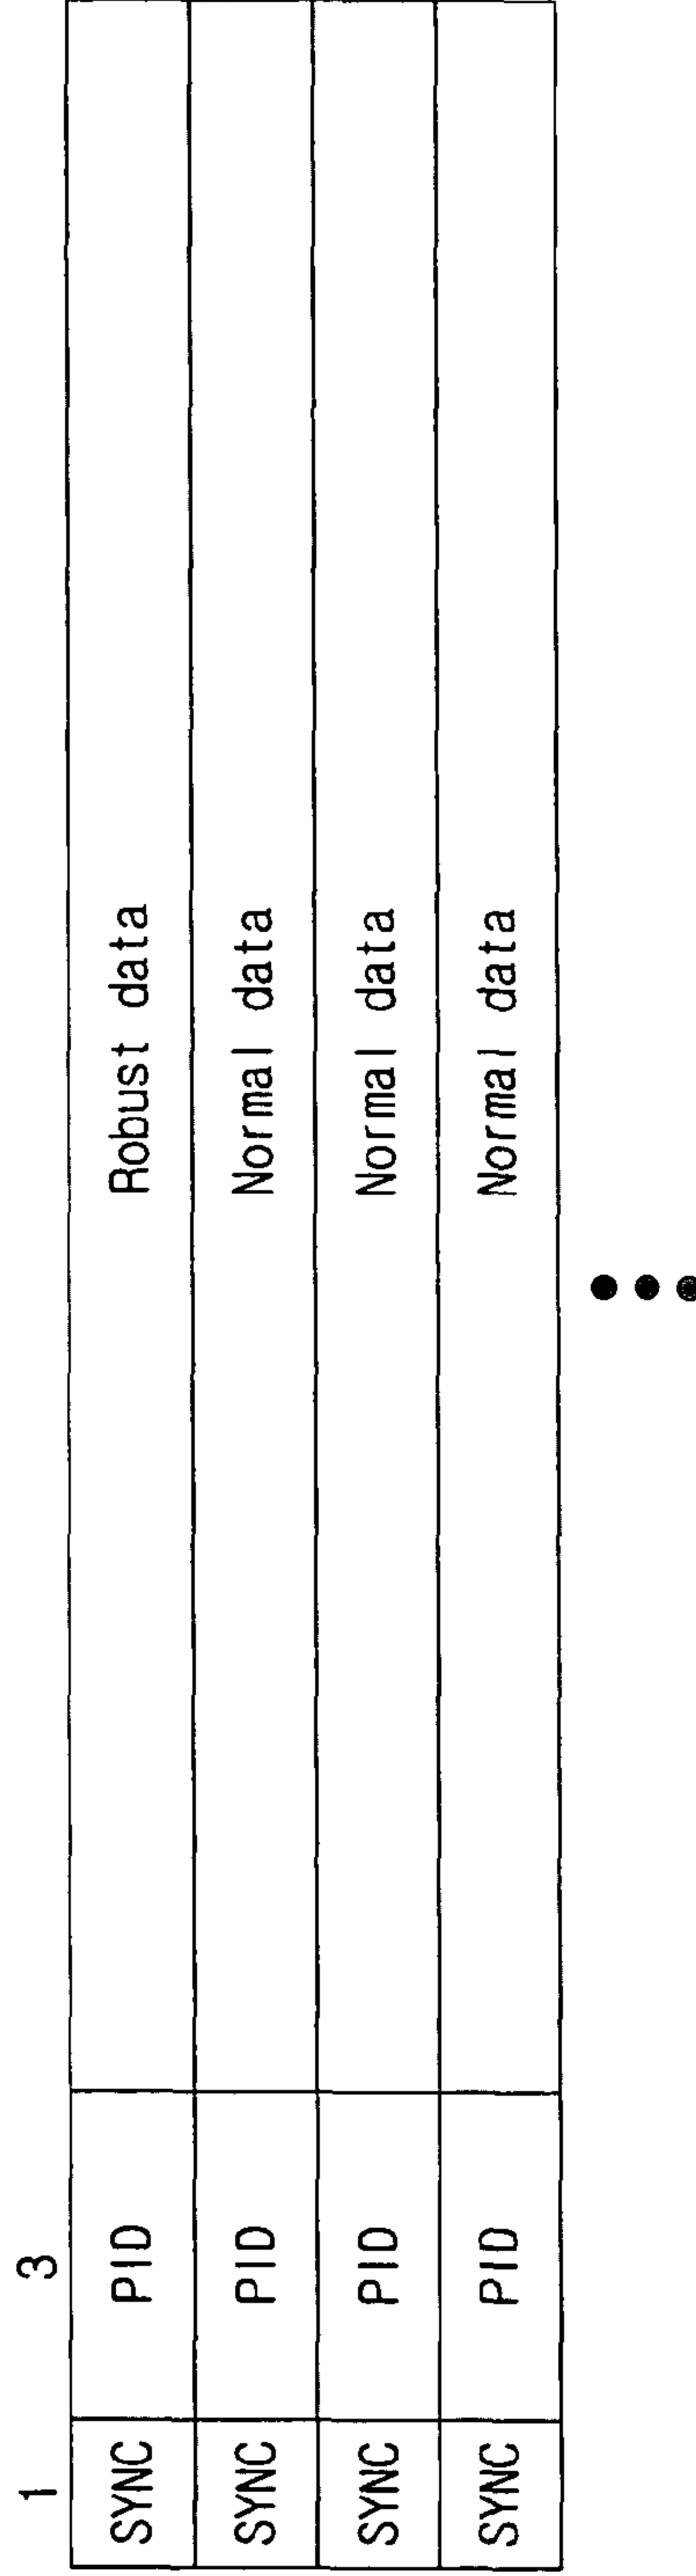 1 3
SYNC PID Robust data
SYNC PID Normal data
SYNC PID Normal data
SYNC PID Normal data